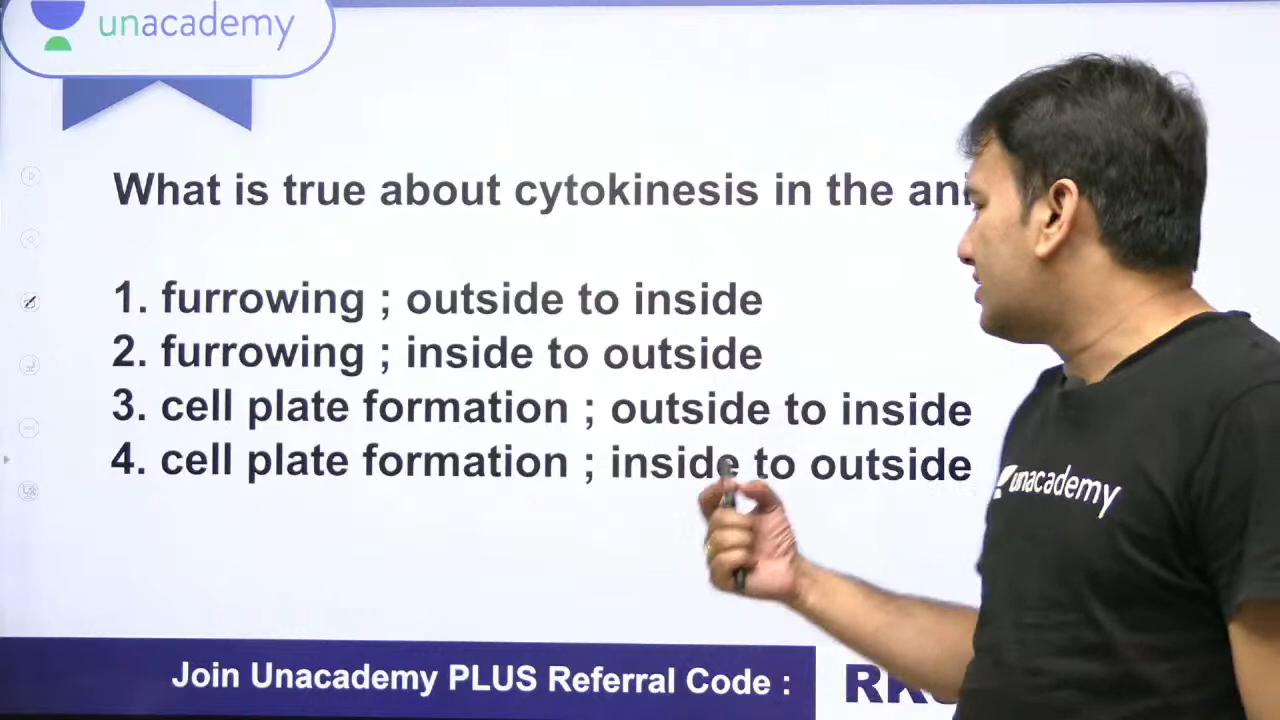 unacademy
What is true about cytokinesis in the
1. furrowing ; outside to inside
2. furrowing ; inside to outside
3. cell plate formation ; outside to inside
4. cell plate formation ; inside to outside
unacademy
Join Unacademy PLUS Referral Code :